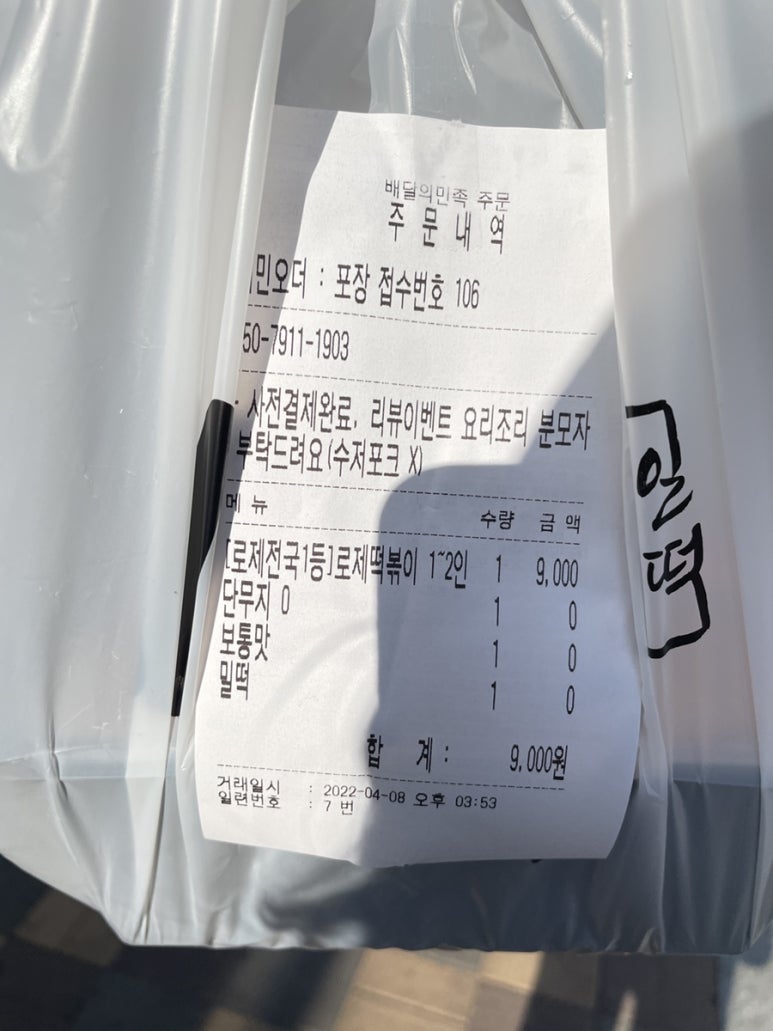 배달의민족 주문
주 문 내 역
민오더 : 포장 접수번호 106
50-7911-1903
· 사전결제완료, 리뷰이벤트 요리조리 분모자
부탁드려요(수저포크 X)
메 뉴 수량 금 액
[로제전국1등]로제떡볶이 1~2인 1 9,000
단무지 O 1 0
보통맛 1 0
밀떡 1 0
합 계: 9,000원
거래일시 : 2022-04-08 오후 03:53
일련번호 : 7 번
[밀떡]